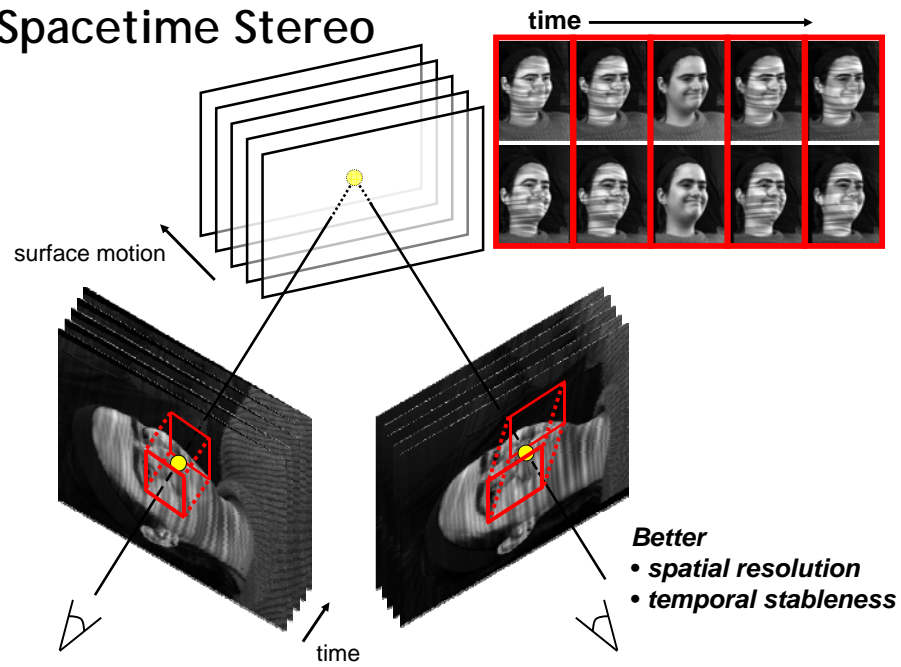 Spacetime Stereo
time
surface motion
Better
• spatial resolution
• temporal stableness
time